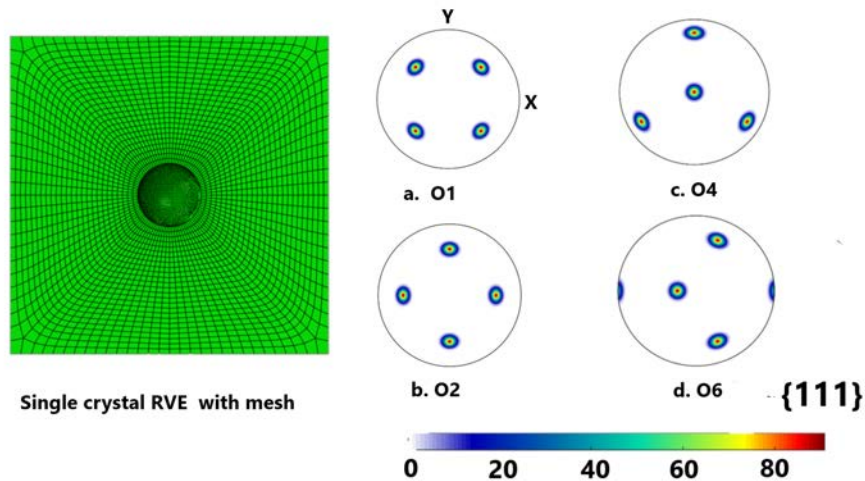 Y
X
a. O1
c. O4
b. O2
d. O6
{111}
Single crystal RVE with mesh
0 20 40 60 80